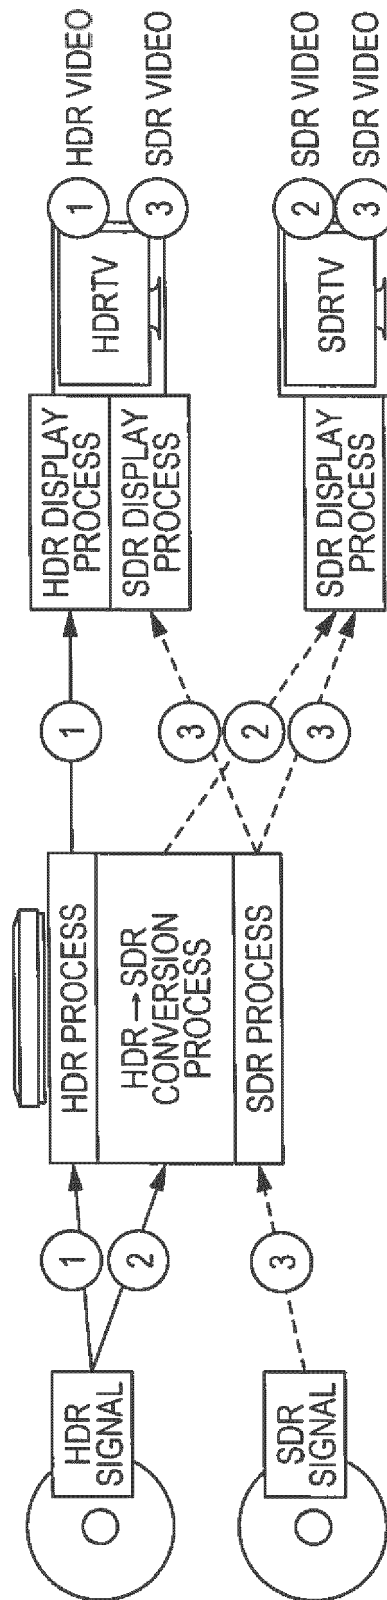 HDR
SIGNAL
SDR
SIGNAL
1
2
3
HDR PROCESS
HDR→SDR
CONVERSION
PROCESS
SDR PROCESS
1
3
2
3
HDR DISPLAY
PROCESS
SDR DISPLAY
PROCESS
SDR DISPLAY
PROCESS
HDRTV
SDRTV
1 HDR VIDEO
3 SDR VIDEO
2 SDR VIDEO
3 SDR VIDEO